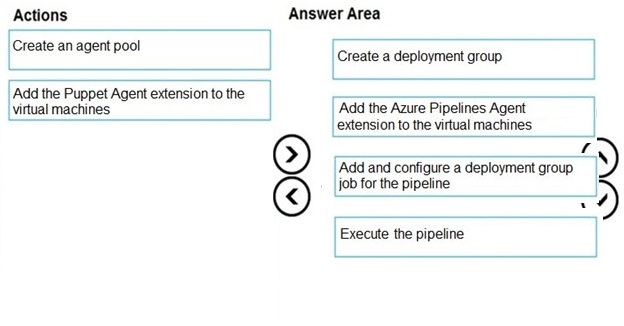 Actions
Create an agent pool
Add the Puppet Agent extension to the
virtual machines
Answer Area
Create a deployment group
Add the Azure Pipelines Agent
extension to the virtual machines
Add and configure a deployment group
job for the pipeline
Execute the pipeline